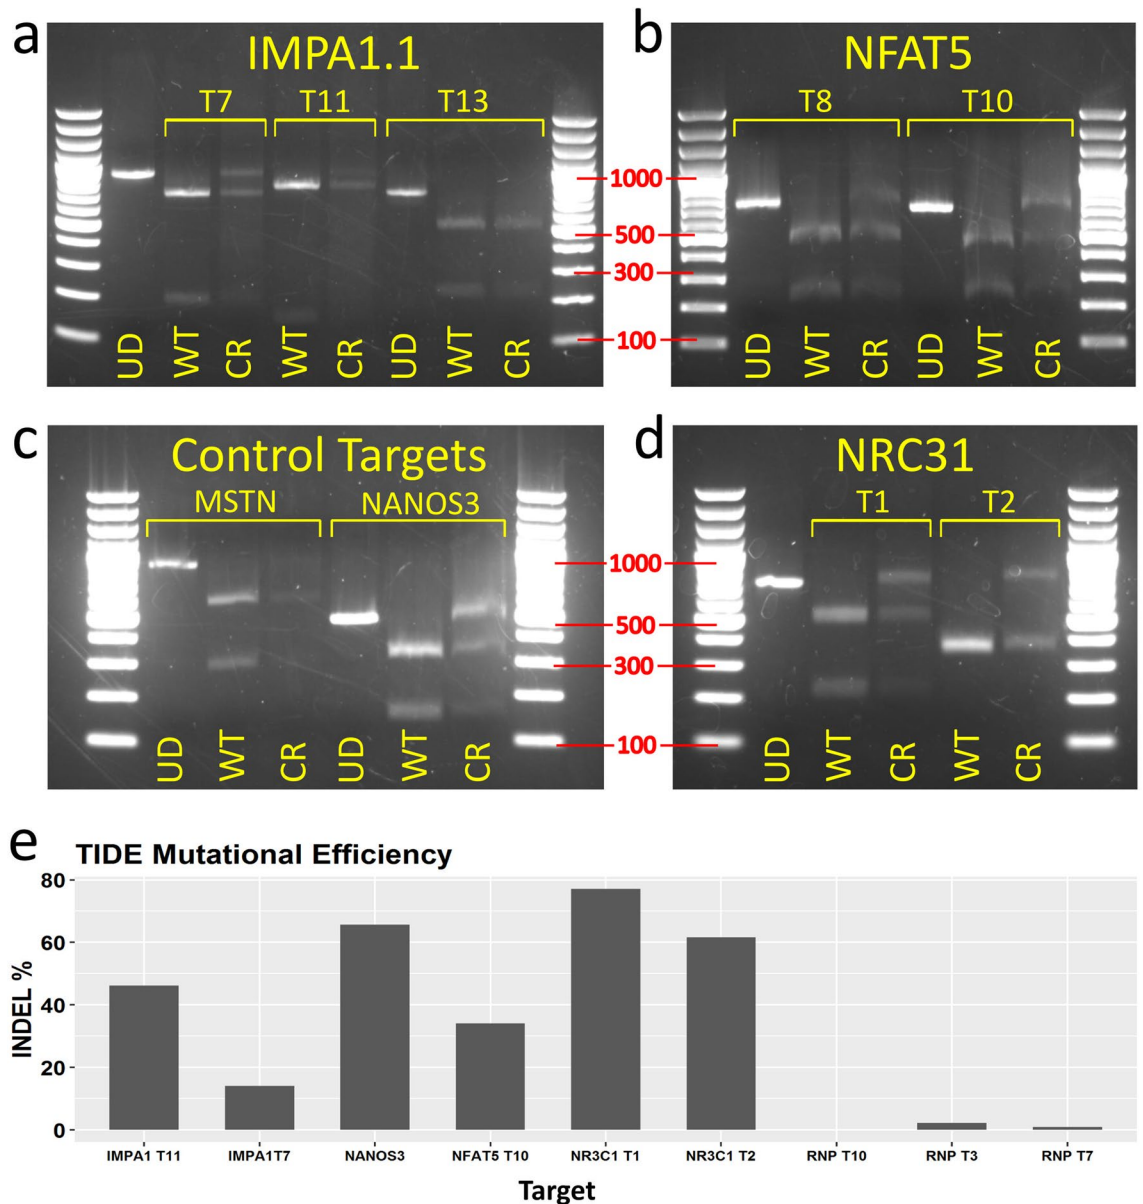 a
IMPA1.1
T7 T11 T13
UD WT CR WT CR UD WT CR
b
NFAT5
T8 T10
UD WT CR UD WT CR
1000
500
300
100
c
Control Targets
MSTN NANOS3
UD WT CR UD WT CR
d
NRC31
T1 T2
UD WT CR WT CR
1000
500
300
100
e
TIDE Mutational Efficiency
INDEL %
80
60
40
20
0
IMPA1 T11 IMPA1T7 NANOS3 NFAT5 T10 NR3C1 T1 NR3C1 T2 RNP T10 RNP T3 RNP T7
Target